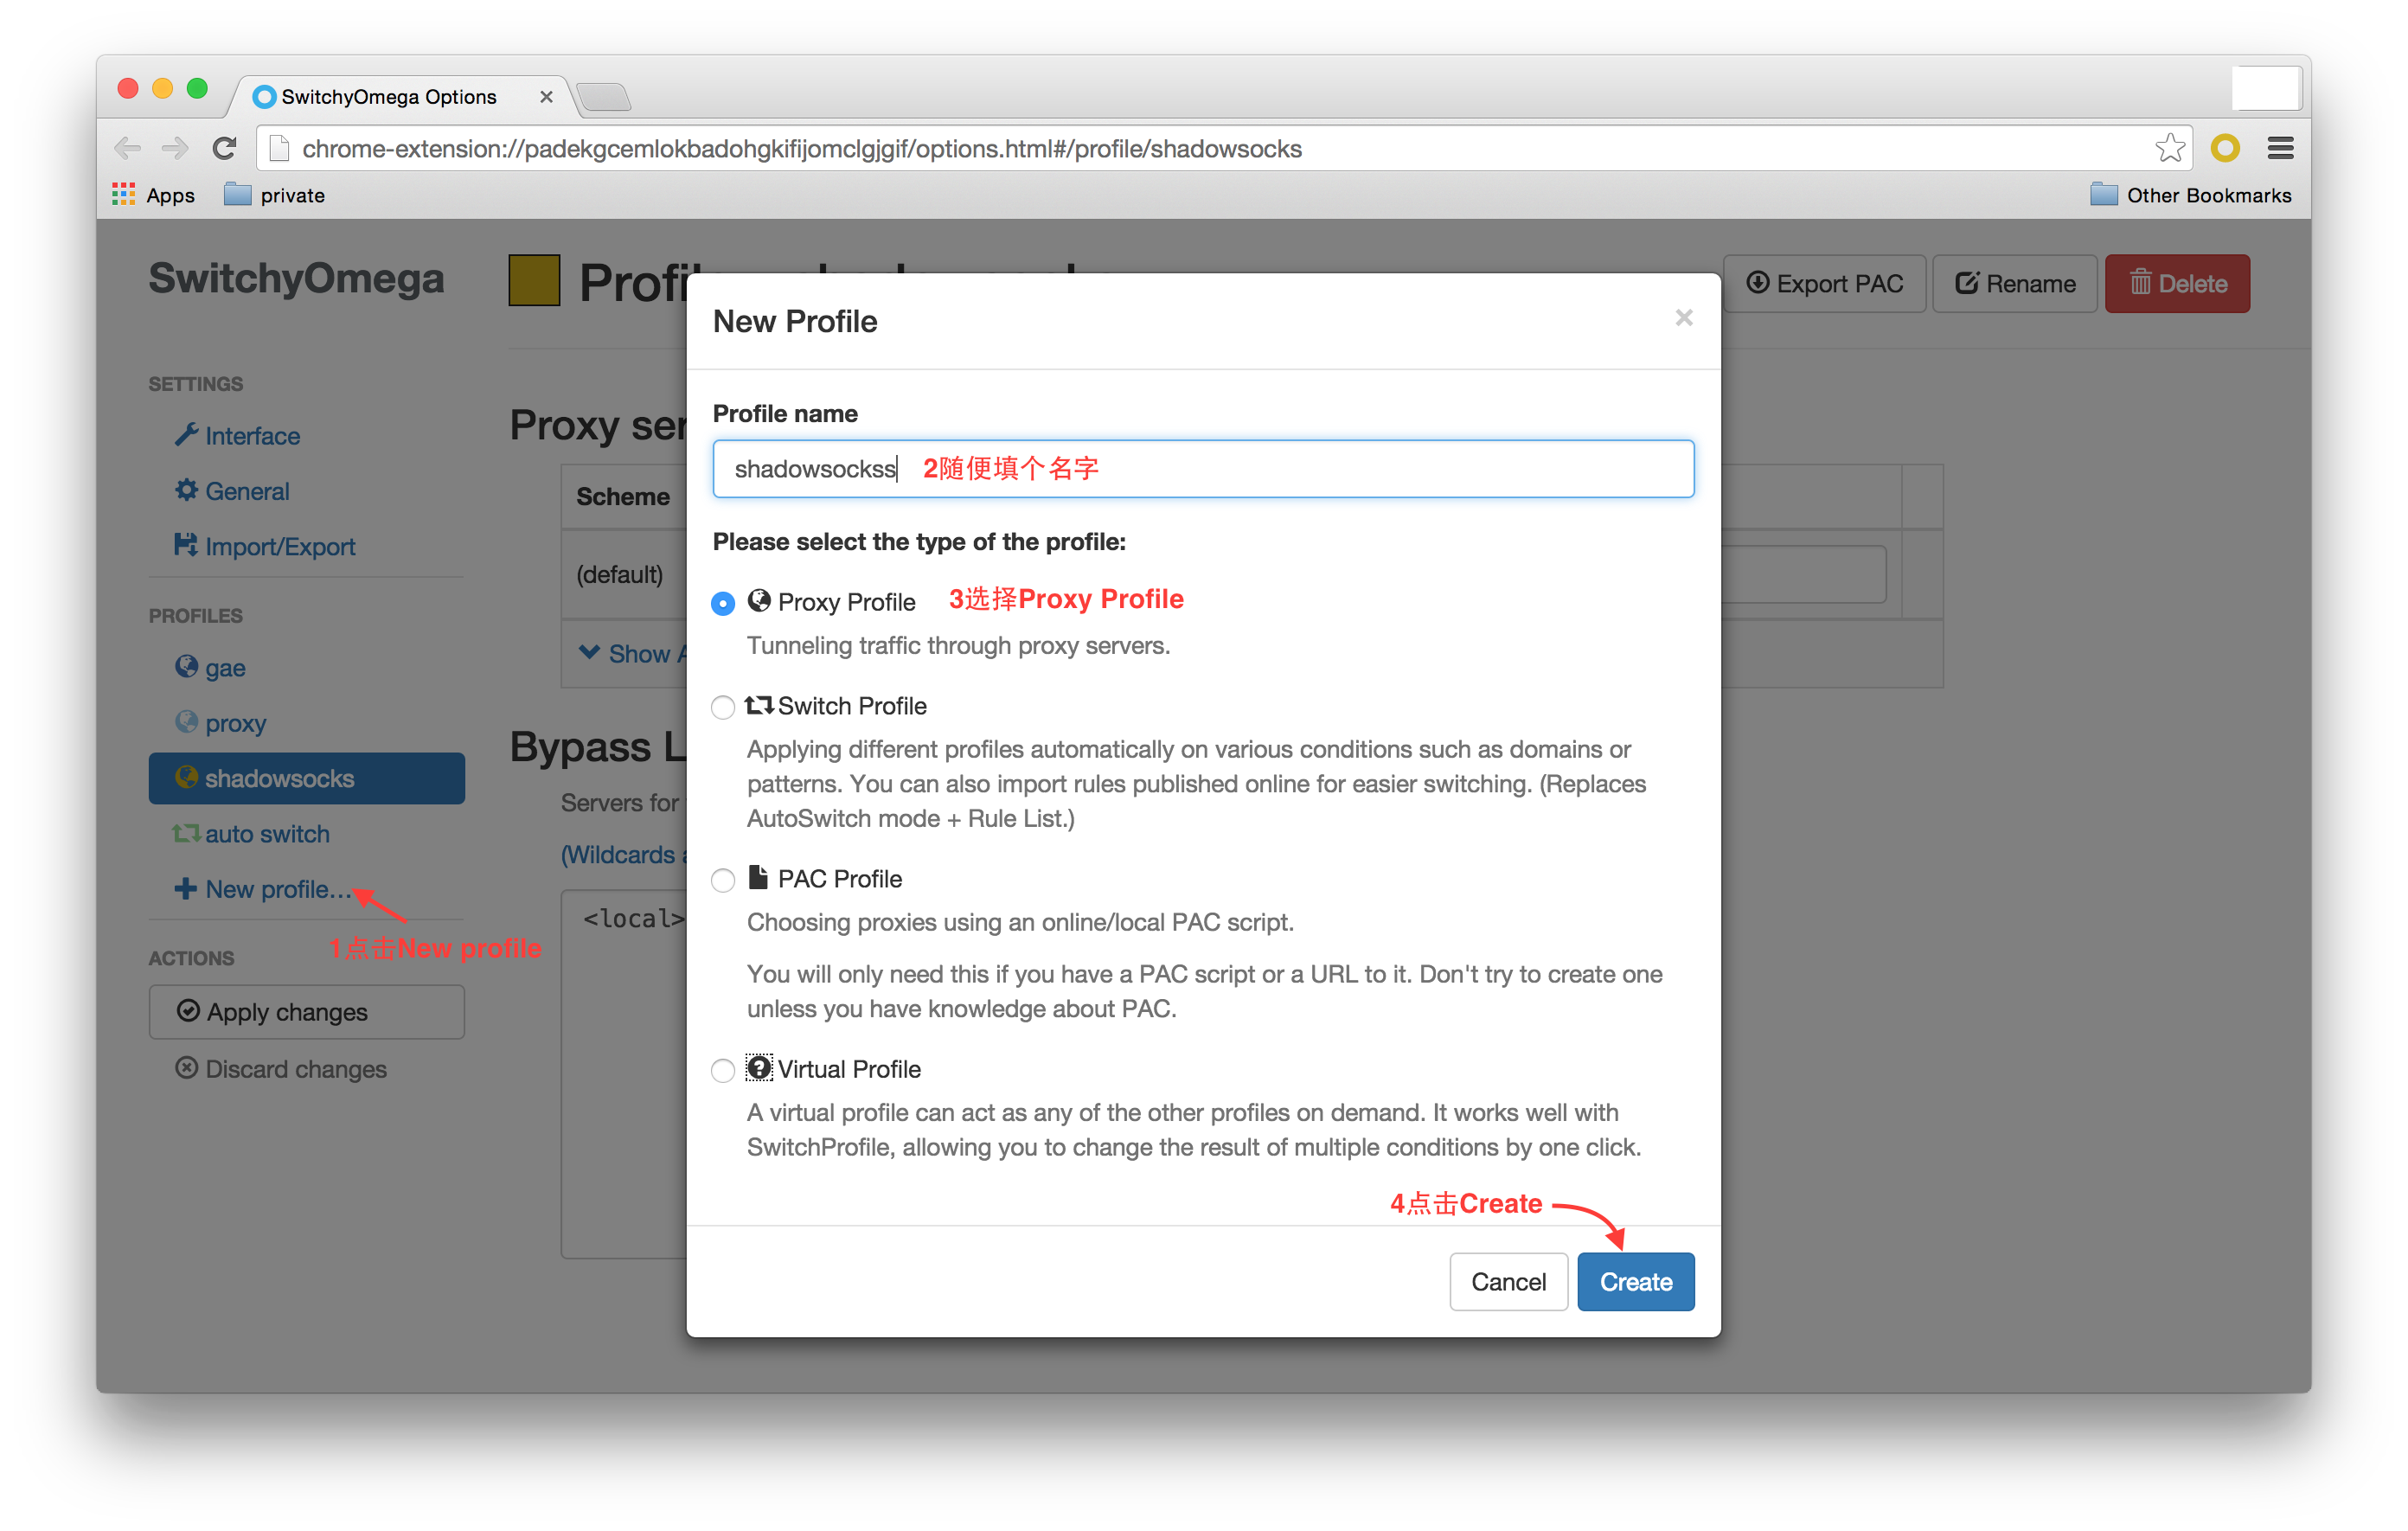 SwitchyOmega Options
chrome-extension://padekgcemlokbadohgkifijomclgjgif/options.html#/profile/shadowsocks
Apps
private
Other Bookmarks
SwitchyOmega
Export PAC
Rename
Delete
SETTINGS
Interface
General
Import/Export
PROFILES
gae
proxy
shadowsocks
auto switch
New profile...
1点击New profile
ACTIONS
Apply changes
Discard changes
Proxy
Scheme
(default)
Show
Bypass
Servers for
(Wildcards
<local>
New Profile
Profile name
shadowsockss
2随便填个名字
Please select the type of the profile:
Proxy Profile
3选择Proxy Profile
Tunneling traffic through proxy servers.
Switch Profile
Applying different profiles automatically on various conditions such as domains or
patterns. You can also import rules published online for easier switching. (Replaces
AutoSwitch mode + Rule List.)
PAC Profile
Choosing proxies using an online/local PAC script.
You will only need this if you have a PAC script or a URL to it. Don't try to create one
unless you have knowledge about PAC.
Virtual Profile
A virtual profile can act as any of the other profiles on demand. It works well with
SwitchProfile, allowing you to change the result of multiple conditions by one click.
4点击Create
Cancel
Create